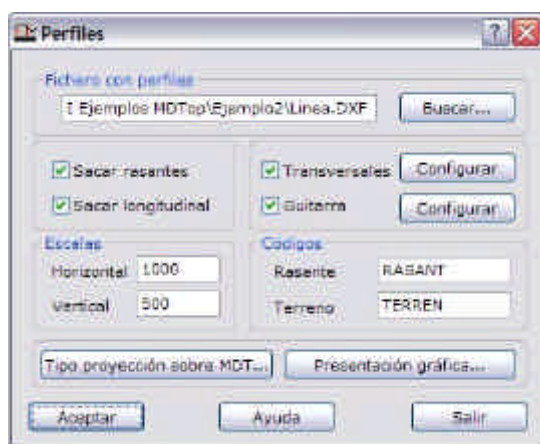 Perfiles
Fichero con perfiles
I Ejemplos MDTop\Ejemplo2\Linea.DXF
Buscar...
Sacar rasantes
Transversales
Configurar
Sacar longitudinal
Guitarra
Configurar
Escalas
Códigos
Horizontal 1000
Rasante RASANT
Vertical 500
Terreno TERREN
Tipo proyección sobre MDT...
Presentación gráfica...
Aceptar
Ayuda
Salir